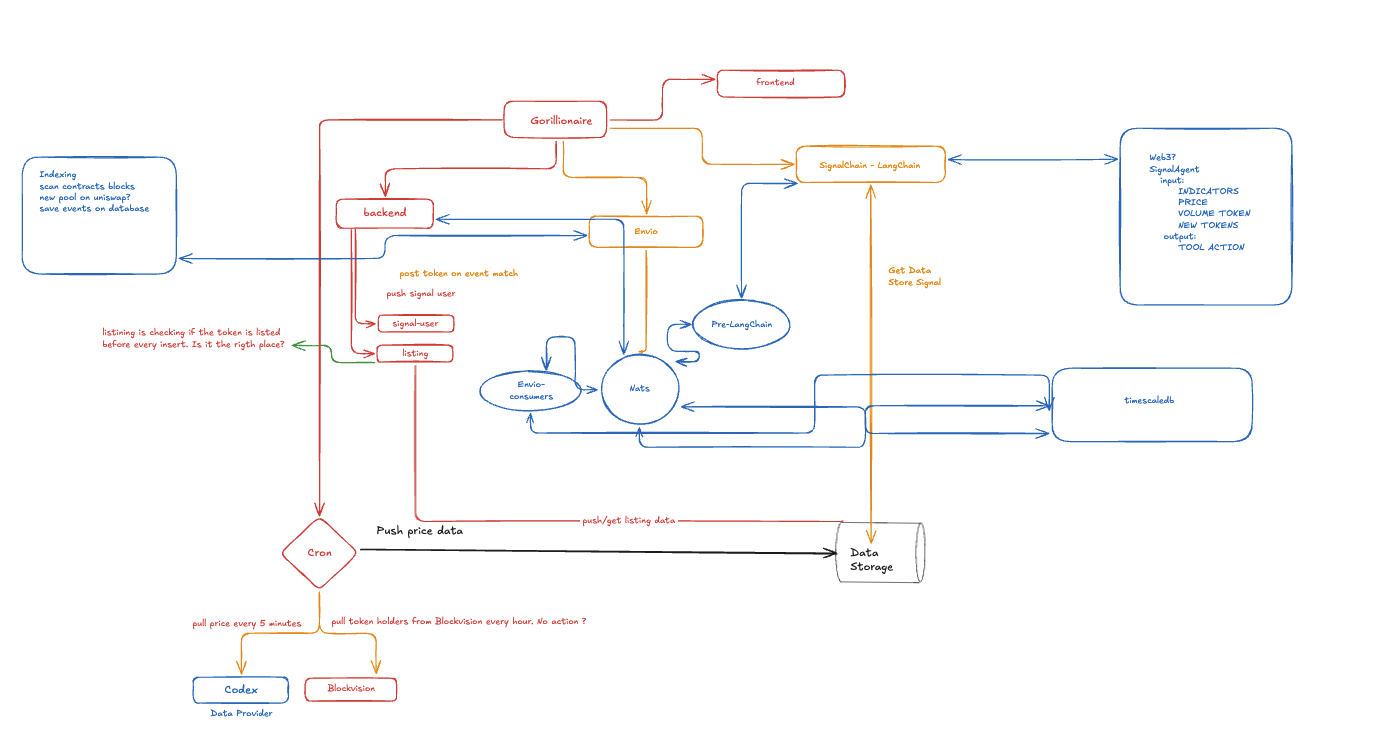 frontend
Gorillionaire
Indexing
scan contracts blocks
new pool on uniswap?
save events on database
SignalChain - LangChain
Web3?
SignalAgent
input:
INDICATORS
PRICE
VOLUME TOKEN
NEW TOKENS
output:
TOOL ACTION
backend
Envio
post token on event match
push signal user
Get Data
Store Signal
signal-user
Pre-LangChain
listining is checking if the token is listed
before every insert. Is it the rigth place?
listing
Envio-
consumers
Nats
timescaledb
push/get listing data
Push price data
Cron
Data
Storage
pull price every 5 minutes
pull token holders from Blockvision every hour. No action ?
Codex
Blockvision
Data Provider